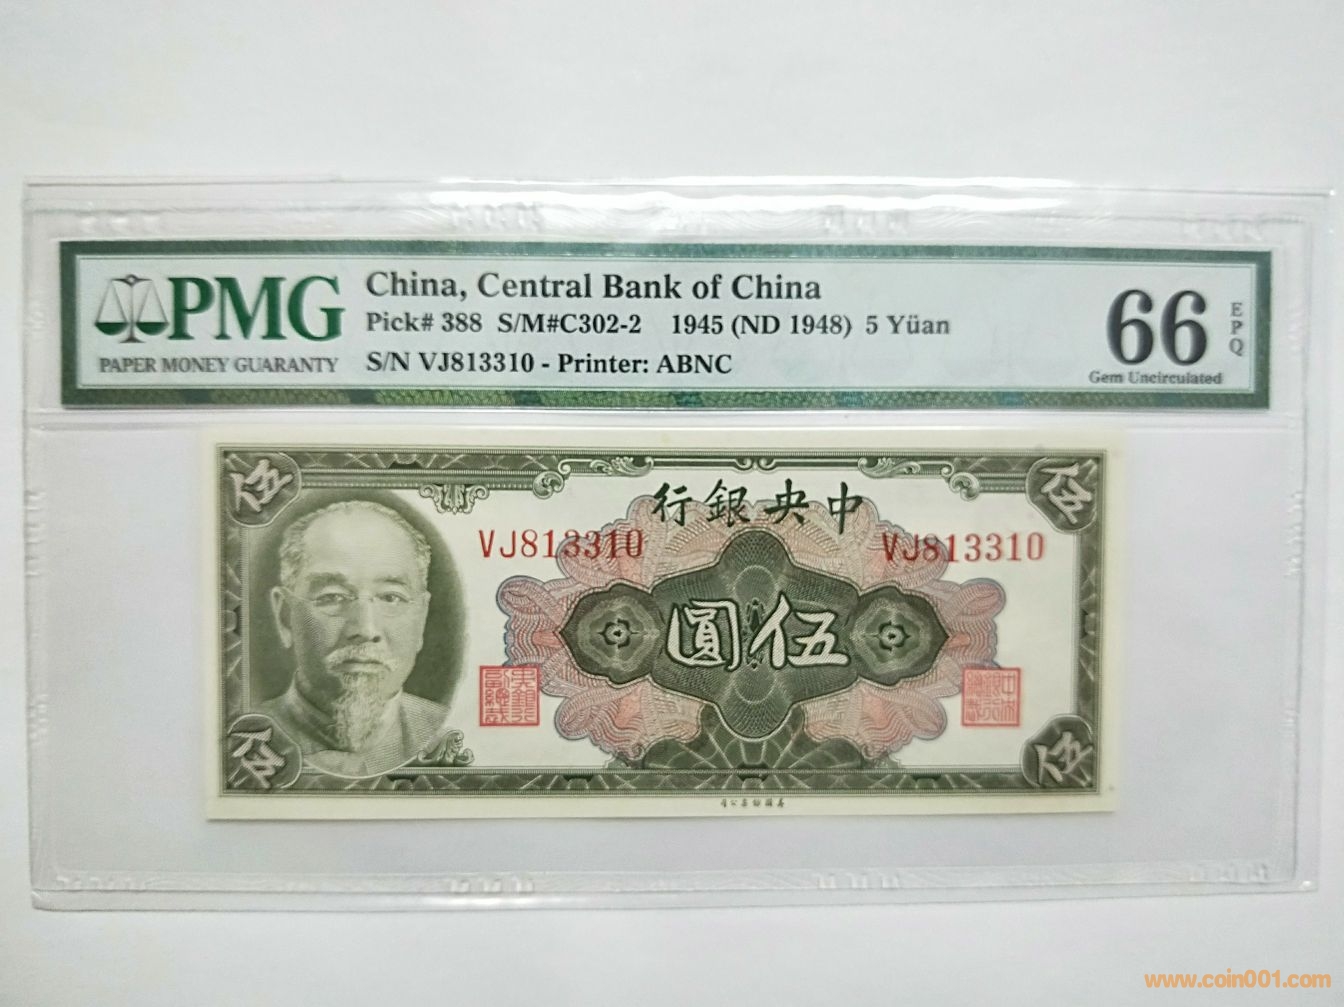 PMG
PAPER MONEY GUARANTY
China, Central Bank of China
Pick# 388 S/M#C302-2 1945 (ND 1948) 5 Yüan
S/N VJ813310 - Printer: ABNC
66
EPQ
Gem Uncirculated
伍
伍
行銀央中
VJ813310
VJ813310
圓伍
伍
伍
www.coin001.com